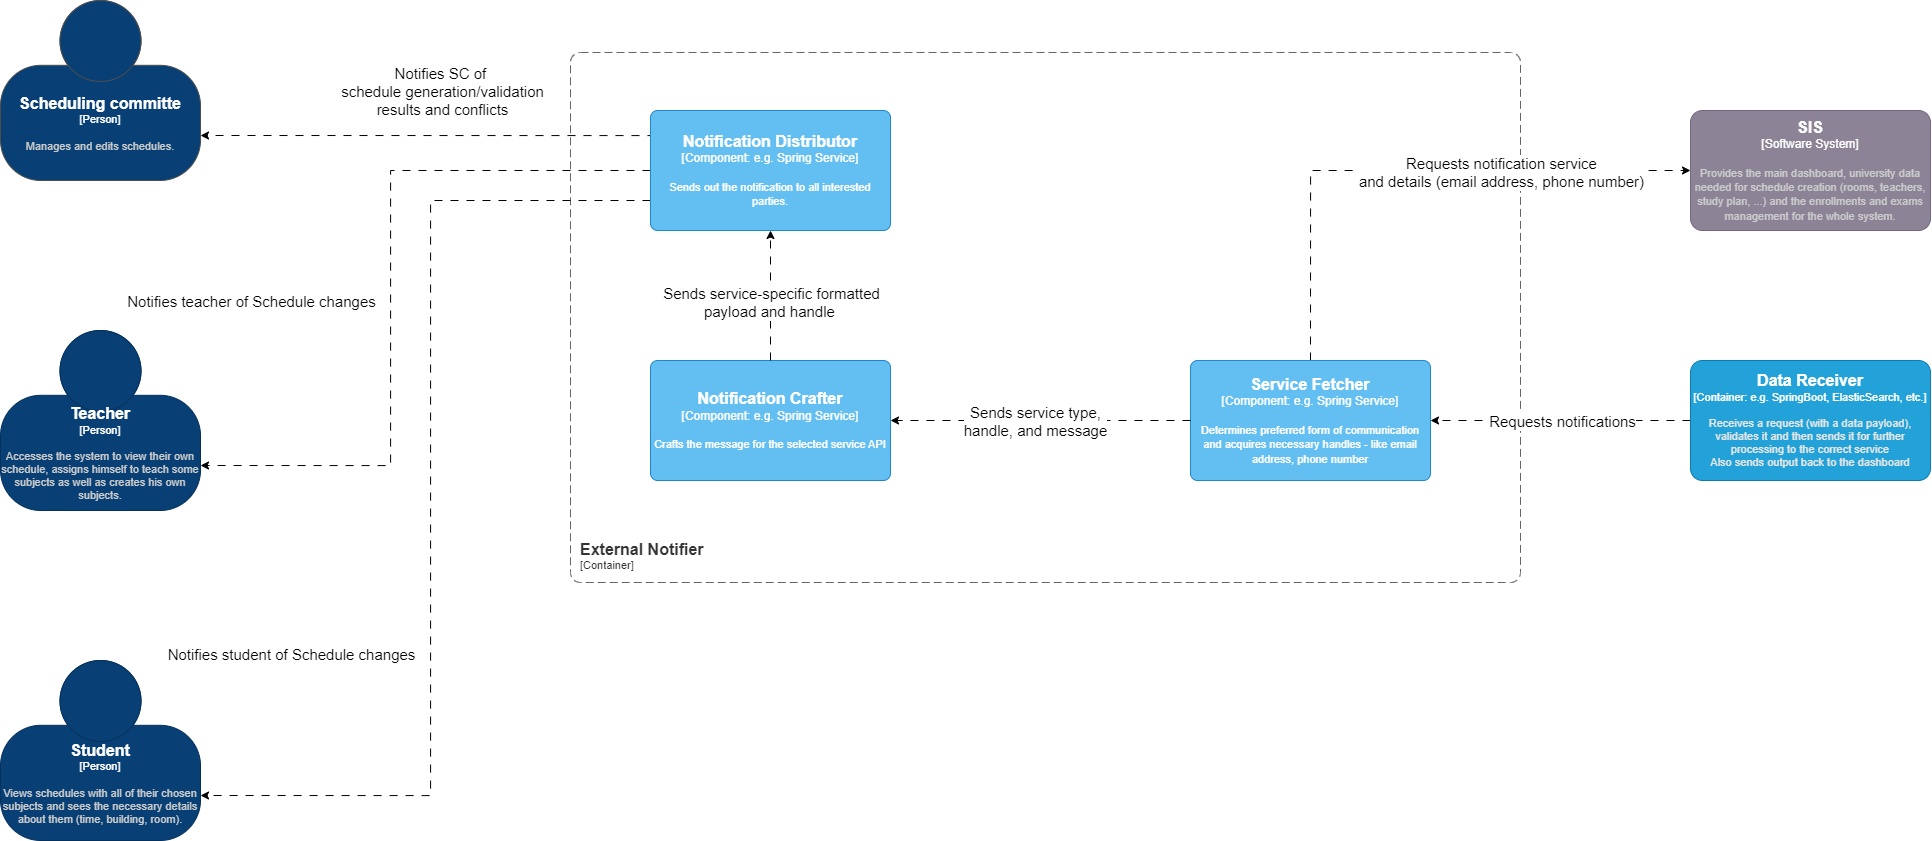 Scheduling committe
[Person]
Manages and edits schedules.
Notifies SC of
schedule generation/validation
results and conflicts
Notification Distributor
[Component: e.g. Spring Service]
Sends out the notification to all interested
parties.
Requests notification service
and details (email address, phone number)
SIS
[Software System]
Provides the main dashboard, university data
needed for schedule creation (rooms, teachers,
study plan, ...) and the enrollments and exams
management for the whole system.
Notifies teacher of Schedule changes
Sends service-specific formatted
payload and handle
Teacher
[Person]
Accesses the system to view their own
schedule, assigns himself to teach some
subjects as well as creates his own
subjects.
Notification Crafter
[Component: e.g. Spring Service]
Crafts the message for the selected service API
Sends service type,
handle, and message
Service Fetcher
[Component: e.g. Spring Service]
Determines preferred form of communication
and acquires necessary handles - like email
address, phone number
Requests notifications
Data Receiver
[Container: e.g. SpringBoot, ElasticSearch, etc.]
Receives a request (with a data payload),
validates it and then sends it for further
processing to the correct service
Also sends output back to the dashboard
External Notifier
[Container]
Notifies student of Schedule changes
Student
[Person]
Views schedules with all of their chosen
subjects and sees the necessary details
about them (time, building, room).